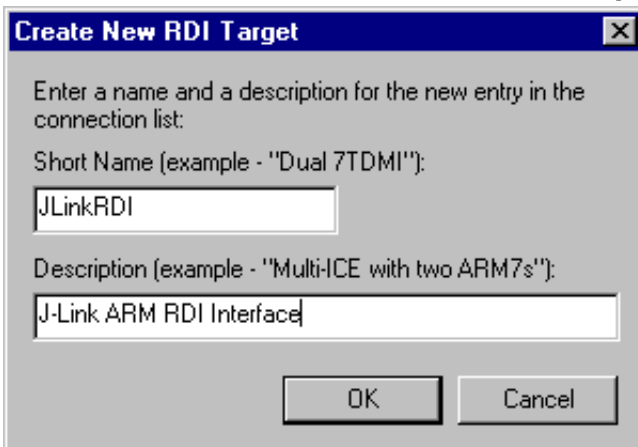 Create New RDI Target
Enter a name and a description for the new entry in the
connection list:
Short Name (example - "Dual 7TDMI"):
JLinkRDI
Description (example - "Multi-ICE with two ARM7s"):
J-Link ARM RDI Interface
OK Cancel